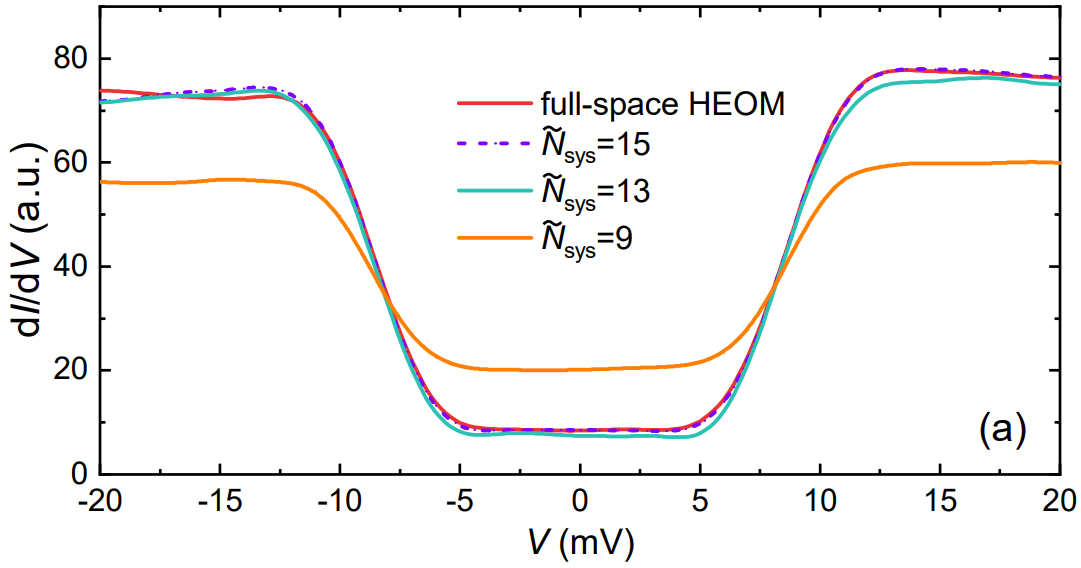 80
60
40
20
0
dI/dV (a.u.)
full-space HEOM
Ñsys=15
Ñsys=13
Ñsys=9
(a)
-20 -15 -10 -5 0 5 10 15 20
V (mV)